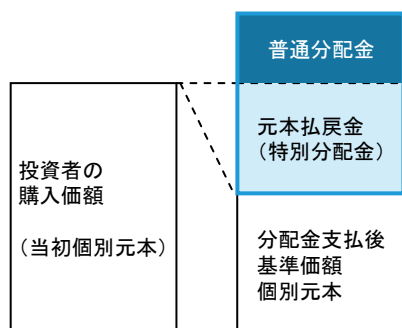 普通分配金
元本払戻金
（特別分配金）
投資者の
購入価額
（当初個別元本）
分配金支払後
基準価額
個別元本